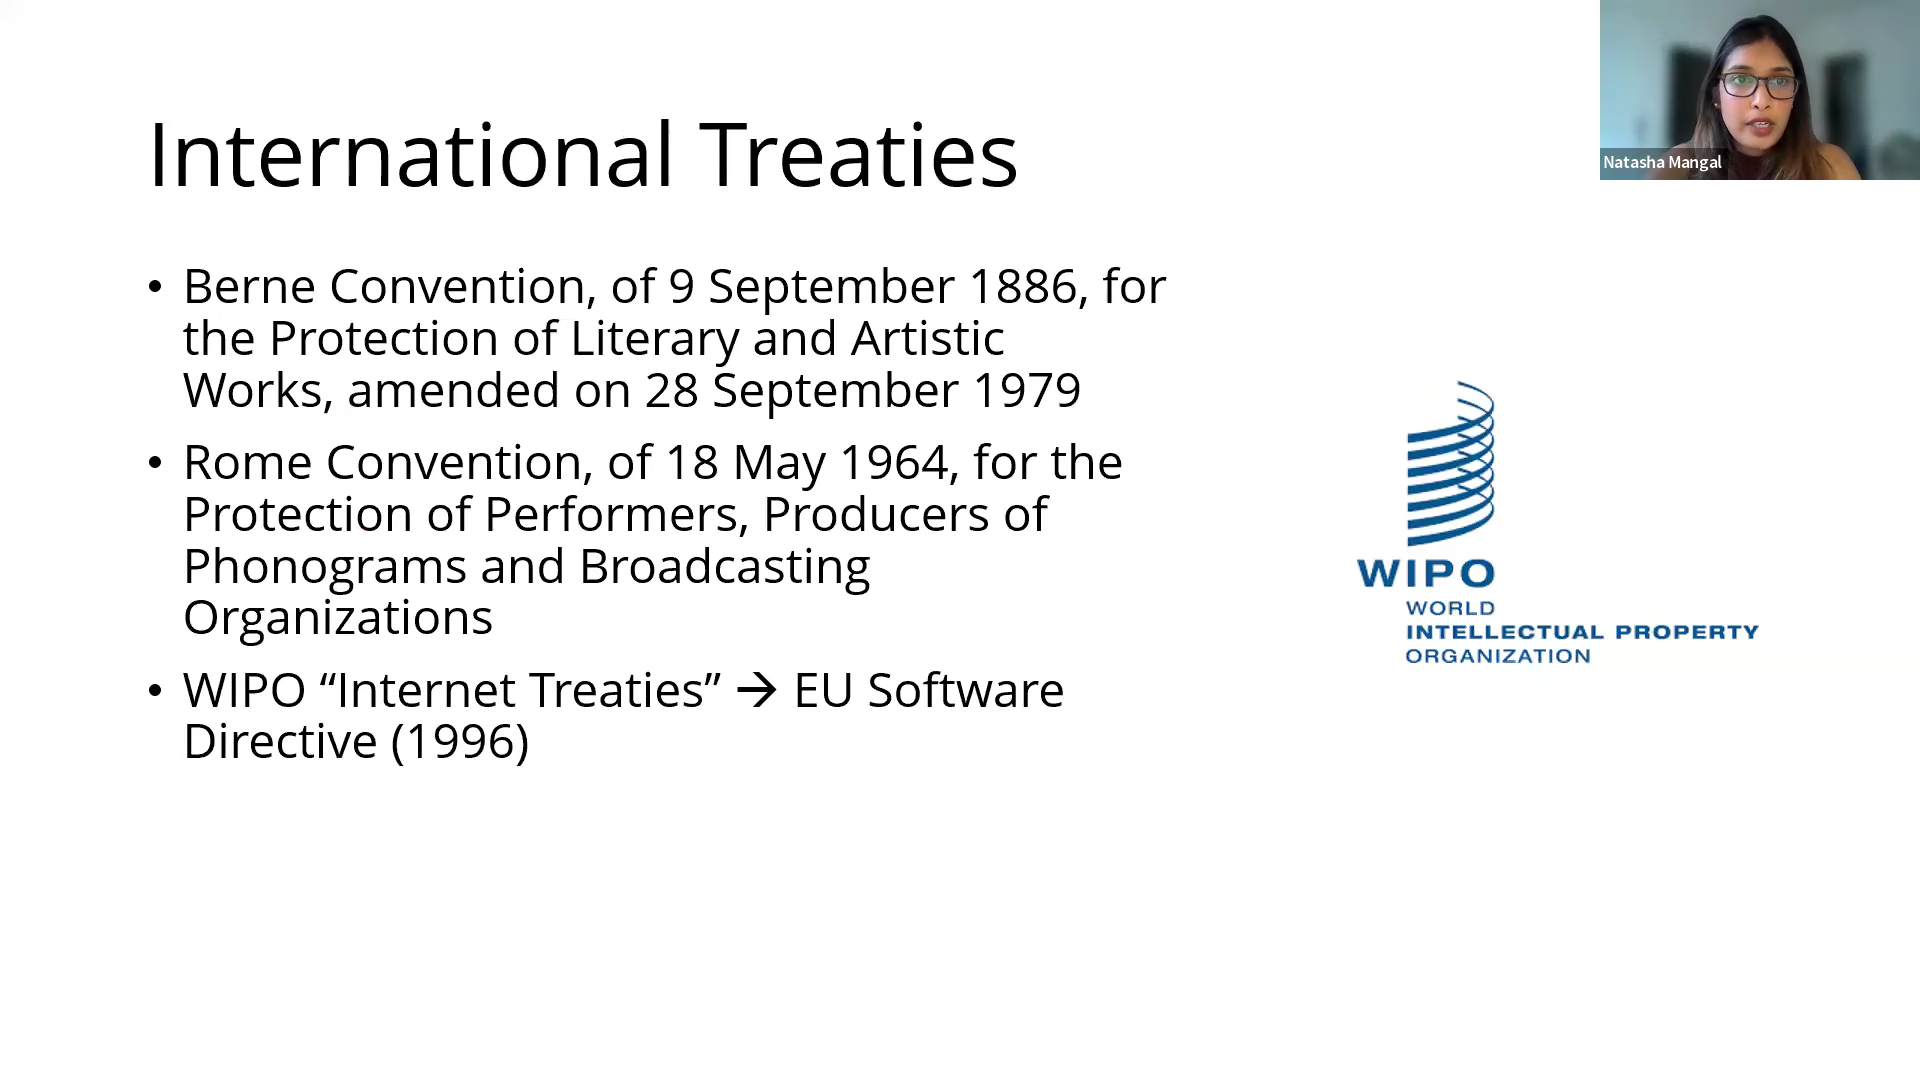 International Treaties
• Berne Convention, of 9 September 1886, for
the Protection of Literary and Artistic
Works, amended on 28 September 1979
• Rome Convention, of 18 May 1964, for the
Protection of Performers, Producers of
Phonograms and Broadcasting
Organizations
• WIPO “Internet Treaties” → EU Software
Directive (1996)
WIPO
WORLD
INTELLECTUAL PROPERTY
ORGANIZATION
Natasha Mangal